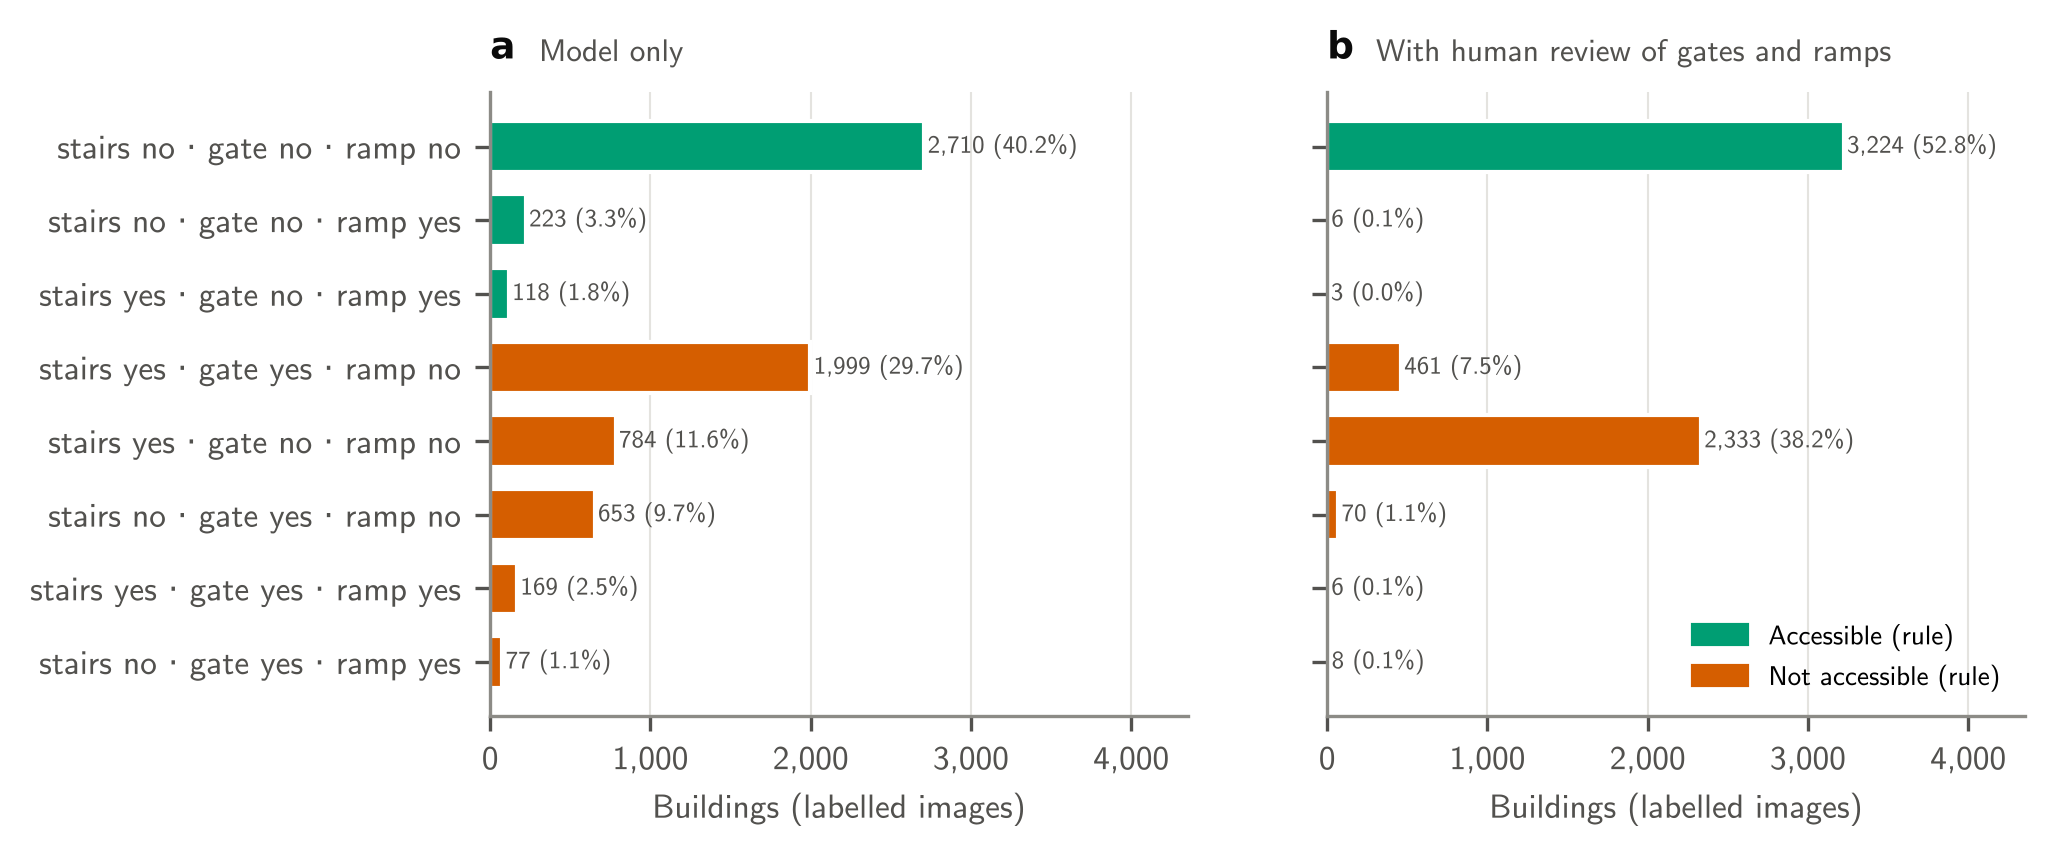 a Model only
stairs no · gate no · ramp no 2,710 (40.2%)
stairs no · gate no · ramp yes 223 (3.3%)
stairs yes · gate no · ramp yes 118 (1.8%)
stairs yes · gate yes · ramp no 1,999 (29.7%)
stairs yes · gate no · ramp no 784 (11.6%)
stairs no · gate yes · ramp no 653 (9.7%)
stairs yes · gate yes · ramp yes 169 (2.5%)
stairs no · gate yes · ramp yes 77 (1.1%)
0 1,000 2,000 3,000 4,000
Buildings (labelled images)
b With human review of gates and ramps
3,224 (52.8%)
6 (0.1%)
3 (0.0%)
461 (7.5%)
2,333 (38.2%)
70 (1.1%)
6 (0.1%)
8 (0.1%)
Accessible (rule)
Not accessible (rule)
0 1,000 2,000 3,000 4,000
Buildings (labelled images)